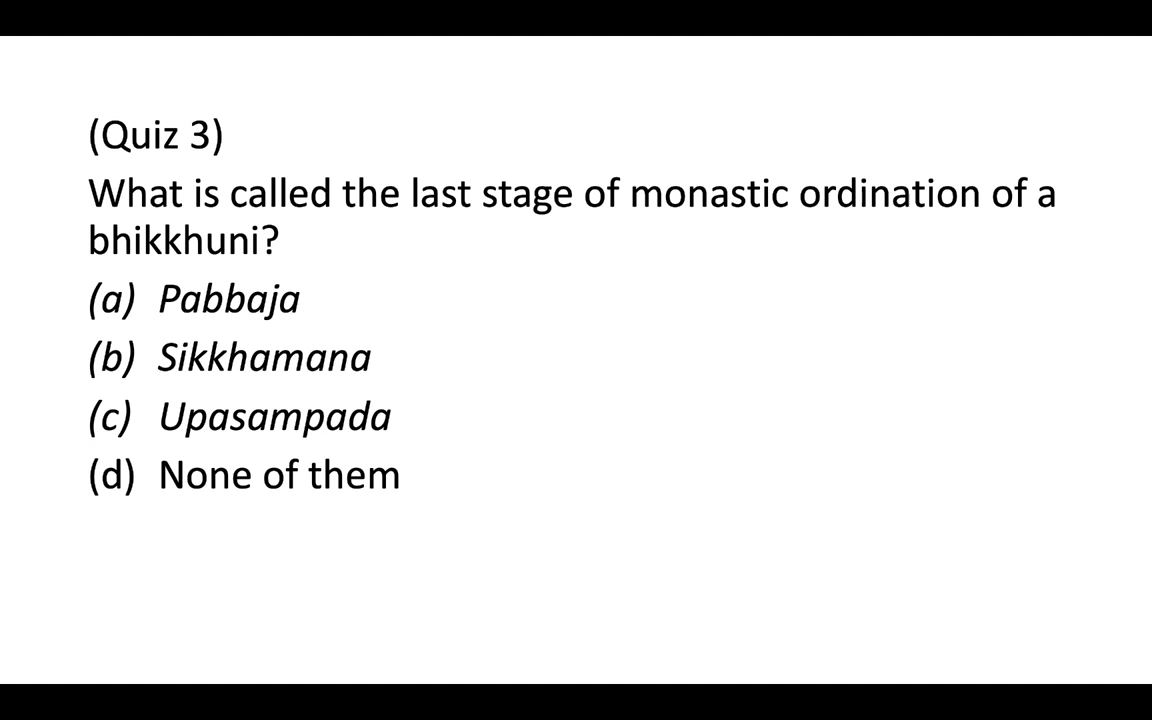 (Quiz 3)
What is called the last stage of monastic ordination of a
bhikkhuni?
(a) Pabbaja
(b) Sikkhamana
(c) Upasampada
(d) None of them